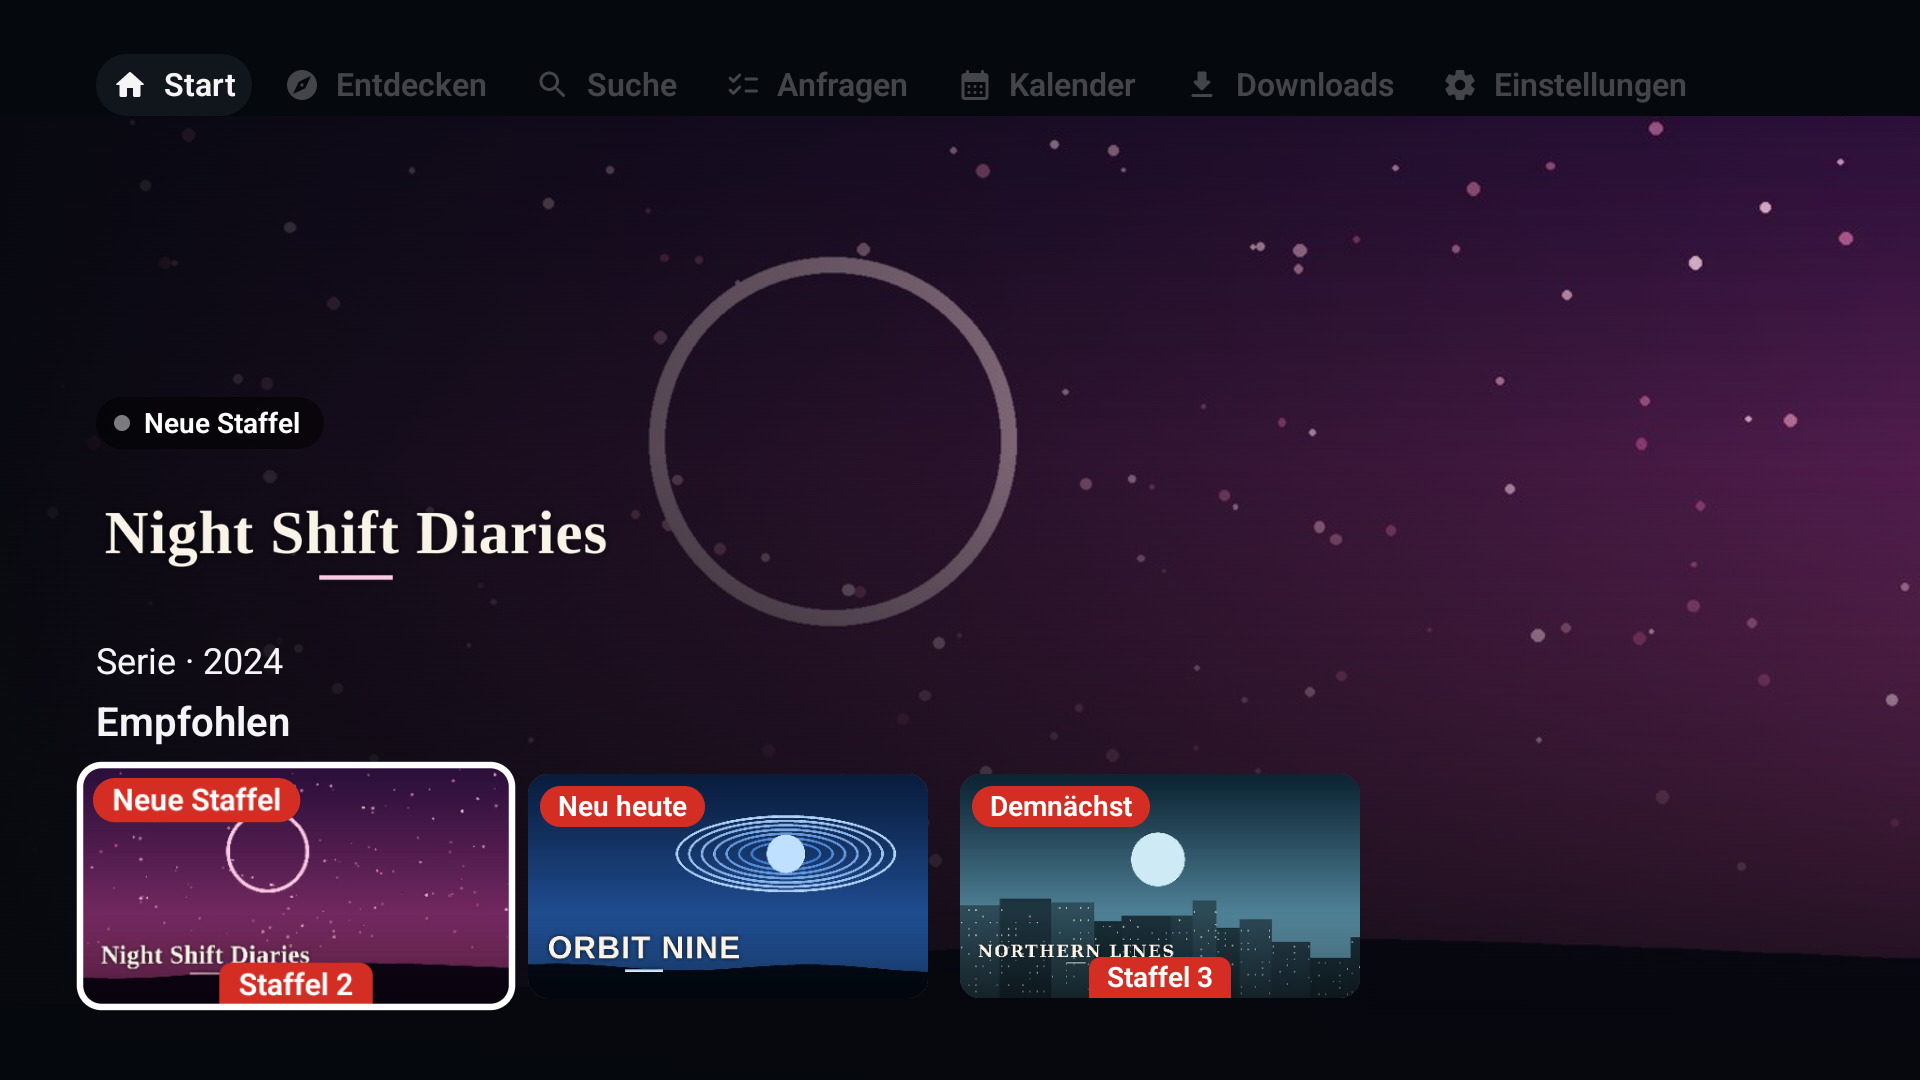 Start Entdecken Suche Anfragen Kalender Downloads Einstellungen
Neue Staffel
Night Shift Diaries
Serie · 2024
Empfohlen
Neue Staffel
Night Shift Diaries
Staffel 2
Neu heute
ORBIT NINE
Demnächst
NORTHERN LINES
Staffel 3